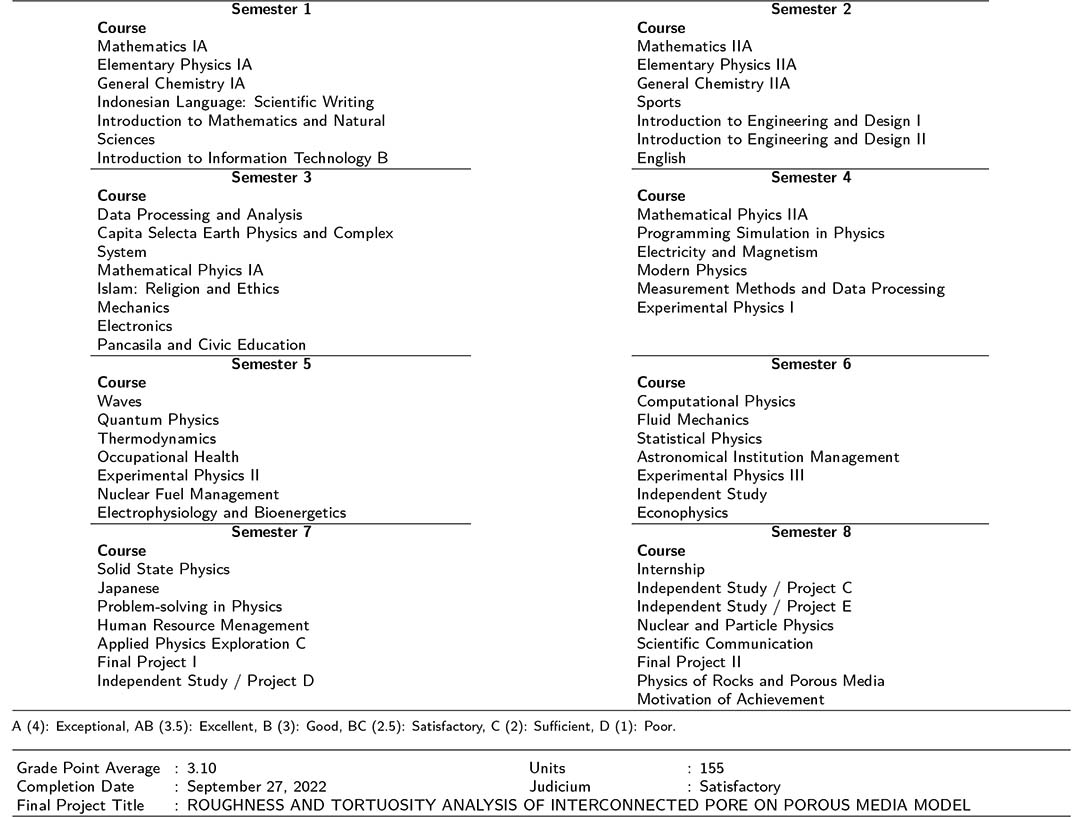 Semester 1
Course
Mathematics IA
Elementary Physics IA
General Chemistry IA
Indonesian Language: Scientific Writing
Introduction to Mathematics and Natural
Sciences
Introduction to Information Technology B
Semester 2
Course
Mathematics IIA
Elementary Physics IIA
General Chemistry IIA
Sports
Introduction to Engineering and Design I
Introduction to Engineering and Design II
English
Semester 3
Course
Data Processing and Analysis
Capita Selecta Earth Physics and Complex
System
Mathematical Phyics IA
Islam: Religion and Ethics
Mechanics
Electronics
Pancasila and Civic Education
Semester 4
Course
Mathematical Phyics IIA
Programming Simulation in Physics
Electricity and Magnetism
Modern Physics
Measurement Methods and Data Processing
Experimental Physics I
Semester 5
Course
Waves
Quantum Physics
Thermodynamics
Occupational Health
Experimental Physics II
Nuclear Fuel Management
Electrophysiology and Bioenergetics
Semester 6
Course
Computational Physics
Fluid Mechanics
Statistical Physics
Astronomical Institution Management
Experimental Physics III
Independent Study
Econophysics
Semester 7
Course
Solid State Physics
Japanese
Problem-solving in Physics
Human Resource Menagement
Applied Physics Exploration C
Final Project I
Independent Study / Project D
Semester 8
Course
Internship
Independent Study / Project C
Independent Study / Project E
Nuclear and Particle Physics
Scientific Communication
Final Project II
Physics of Rocks and Porous Media
Motivation of Achievement
A (4): Exceptional, AB (3.5): Excellent, B (3): Good, BC (2.5): Satisfactory, C (2): Sufficient, D (1): Poor.
Grade Point Average : 3.10 Units : 155
Completion Date : September 27, 2022 Judicium : Satisfactory
Final Project Title : ROUGHNESS AND TORTUOSITY ANALYSIS OF INTERCONNECTED PORE ON POROUS MEDIA MODEL